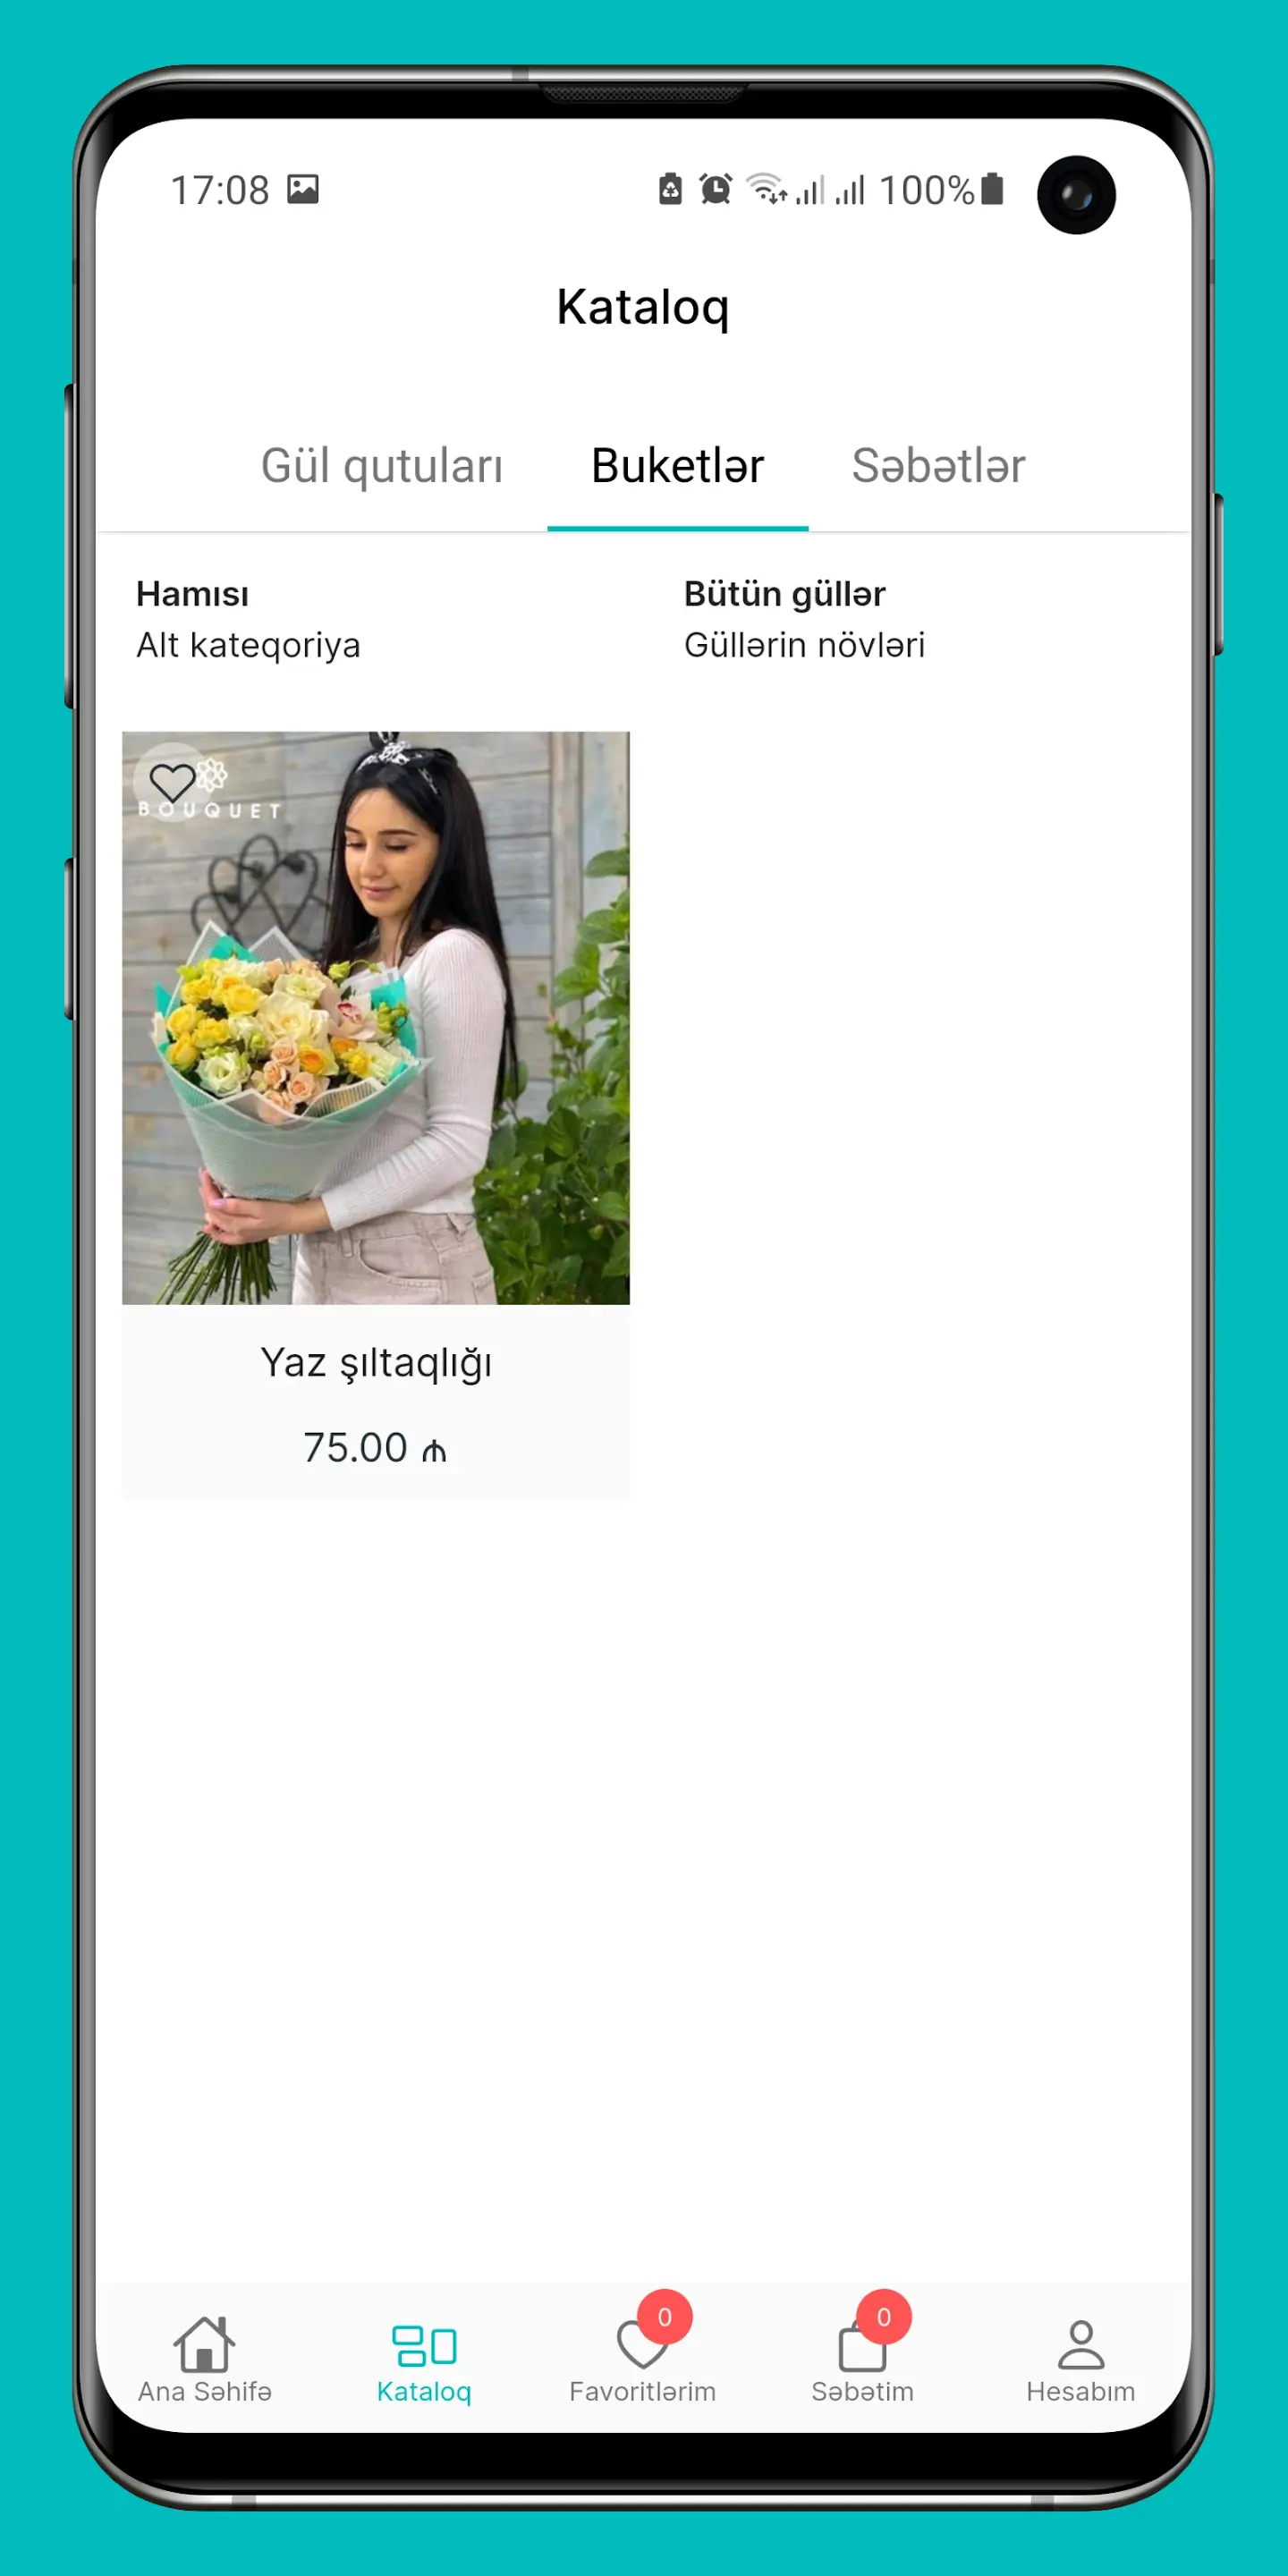 17:08 100%
Kataloq
Gül qutuları Buketlər Səbətlər
Hamısı Bütün güllər
Alt kateqoriya Güllərin növləri
BOUQUET
Yaz şıltaqlığı
75.00 ₼
0 0
Ana Səhifə Kataloq Favoritlərim Səbətim Hesabım